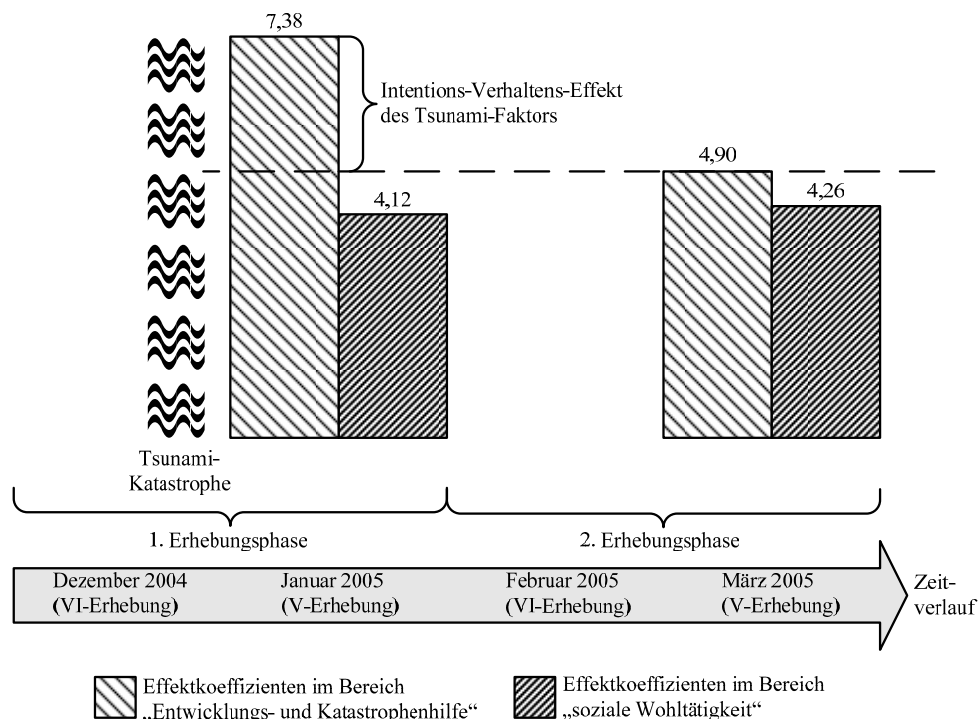 7,38
Intentions-Verhaltens-Effekt
des Tsunami-Faktors
4,90
4,12
4,26
Tsunami-
Katastrophe
1. Erhebungsphase
2. Erhebungsphase
Dezember 2004
(VI-Erhebung)
Januar 2005
(V-Erhebung)
Februar 2005
(VI-Erhebung)
März 2005
(V-Erhebung)
Zeit-
verlauf
Effektkoeffizienten im Bereich
„Entwicklungs- und Katastrophenhilfe“
Effektkoeffizienten im Bereich
„soziale Wohltätigkeit“